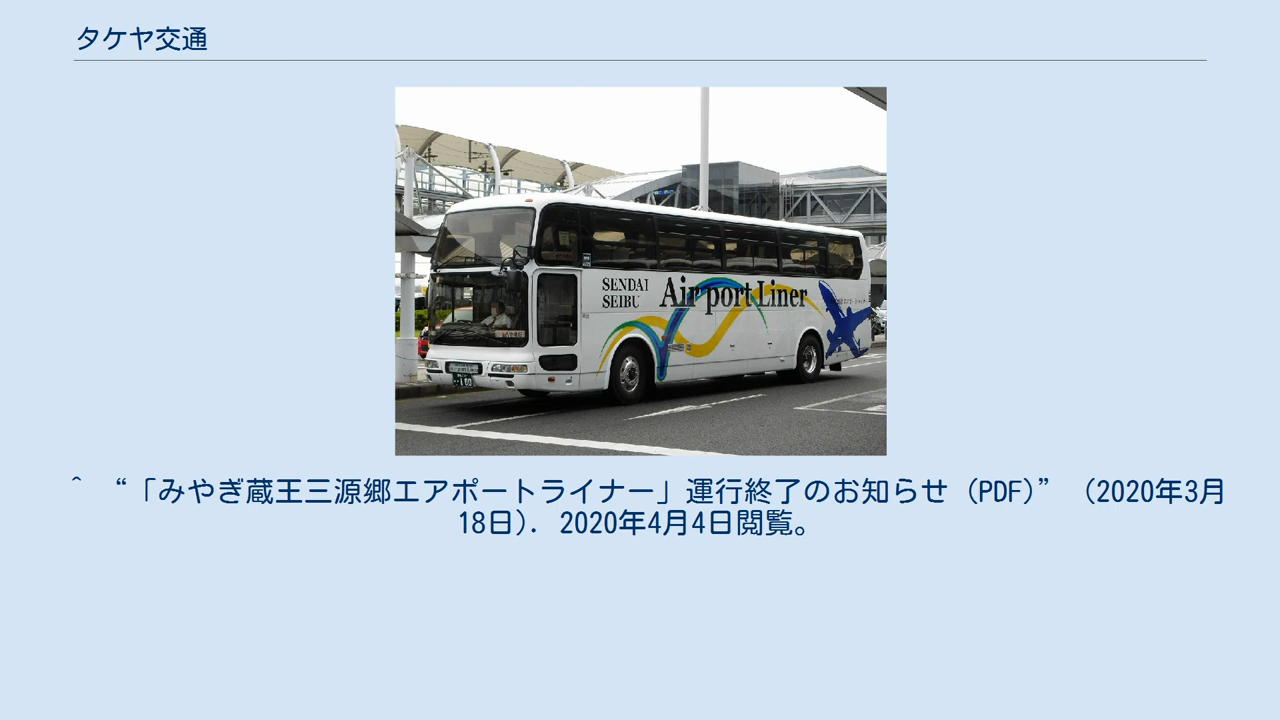 タケヤ交通
SENDAI
SEIBU
Airport Liner
^ “「みやぎ蔵王三源郷エアポートライナー」運行終了のお知らせ (PDF)” (2020年3月
18日). 2020年4月4日閲覧。